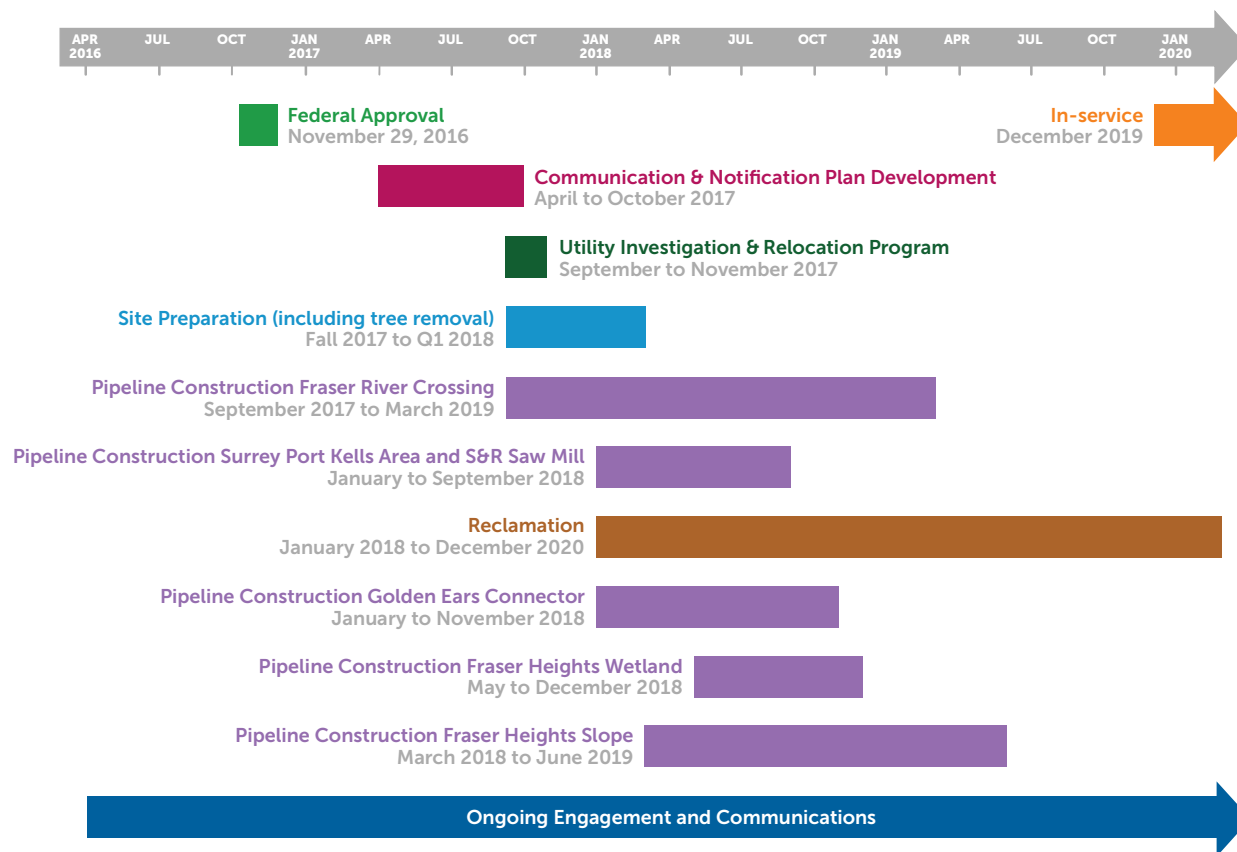 APR JUL OCT JAN APR JUL OCT JAN APR JUL OCT JAN APR JUL OCT JAN
2016 2017 2018 2019 2020
Federal Approval
November 29, 2016
In-service
December 2019
Communication & Notification Plan Development
April to October 2017
Utility Investigation & Relocation Program
September to November 2017
Site Preparation (including tree removal)
Fall 2017 to Q1 2018
Pipeline Construction Fraser River Crossing
September 2017 to March 2019
Pipeline Construction Surrey Port Kells Area and S&R Saw Mill
January to September 2018
Reclamation
January 2018 to December 2020
Pipeline Construction Golden Ears Connector
January to November 2018
Pipeline Construction Fraser Heights Wetland
May to December 2018
Pipeline Construction Fraser Heights Slope
March 2018 to June 2019
Ongoing Engagement and Communications